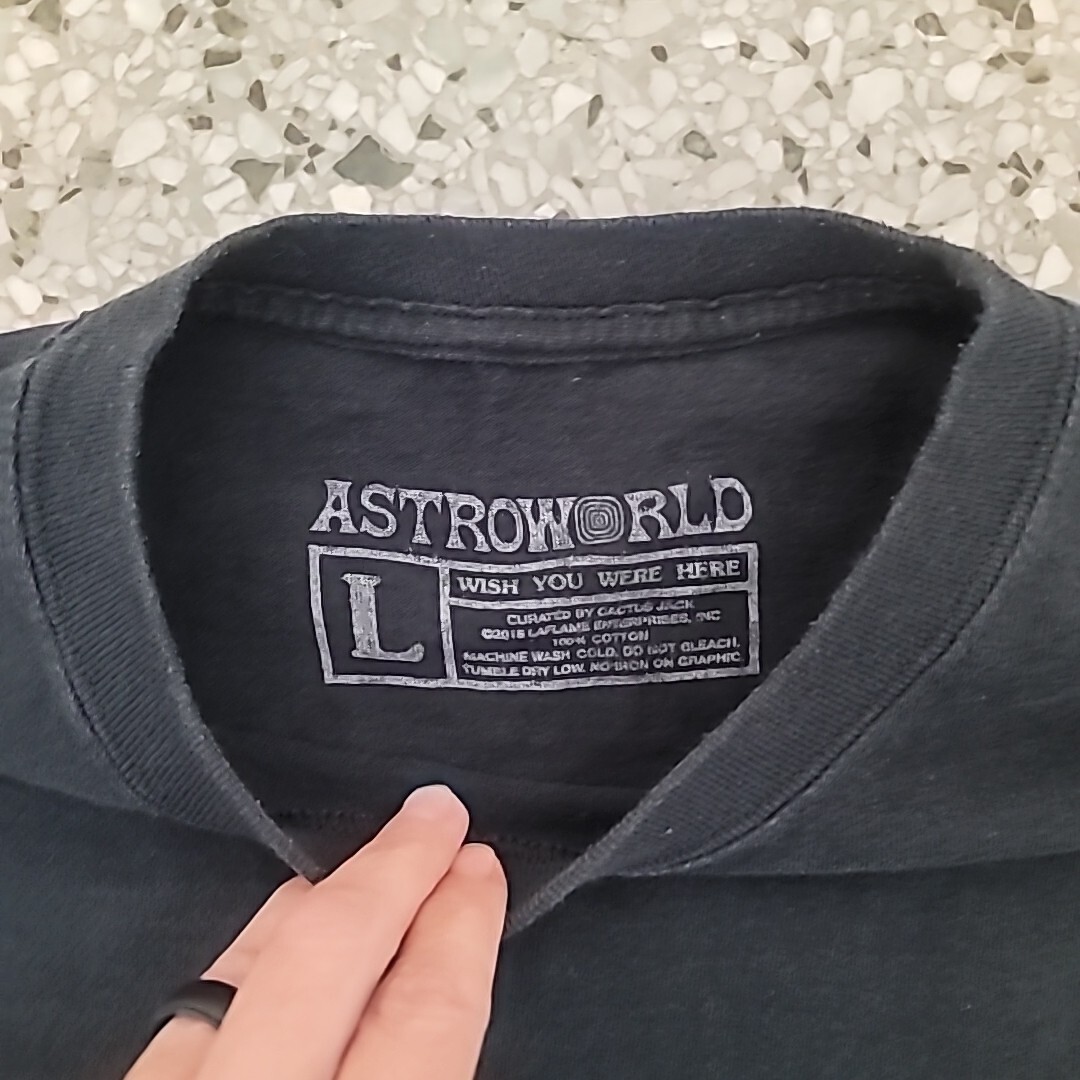 ASTROWORLD
L
WISH YOU WERE HERE
CURATED BY CACTUS JACK
©2018 LAFLAME ENTERPRISES, INC
100% COTTON
MACHINE WASH COLD. DO NOT BLEACH.
TUMBLE DRY LOW. NO IRON ON GRAPHIC